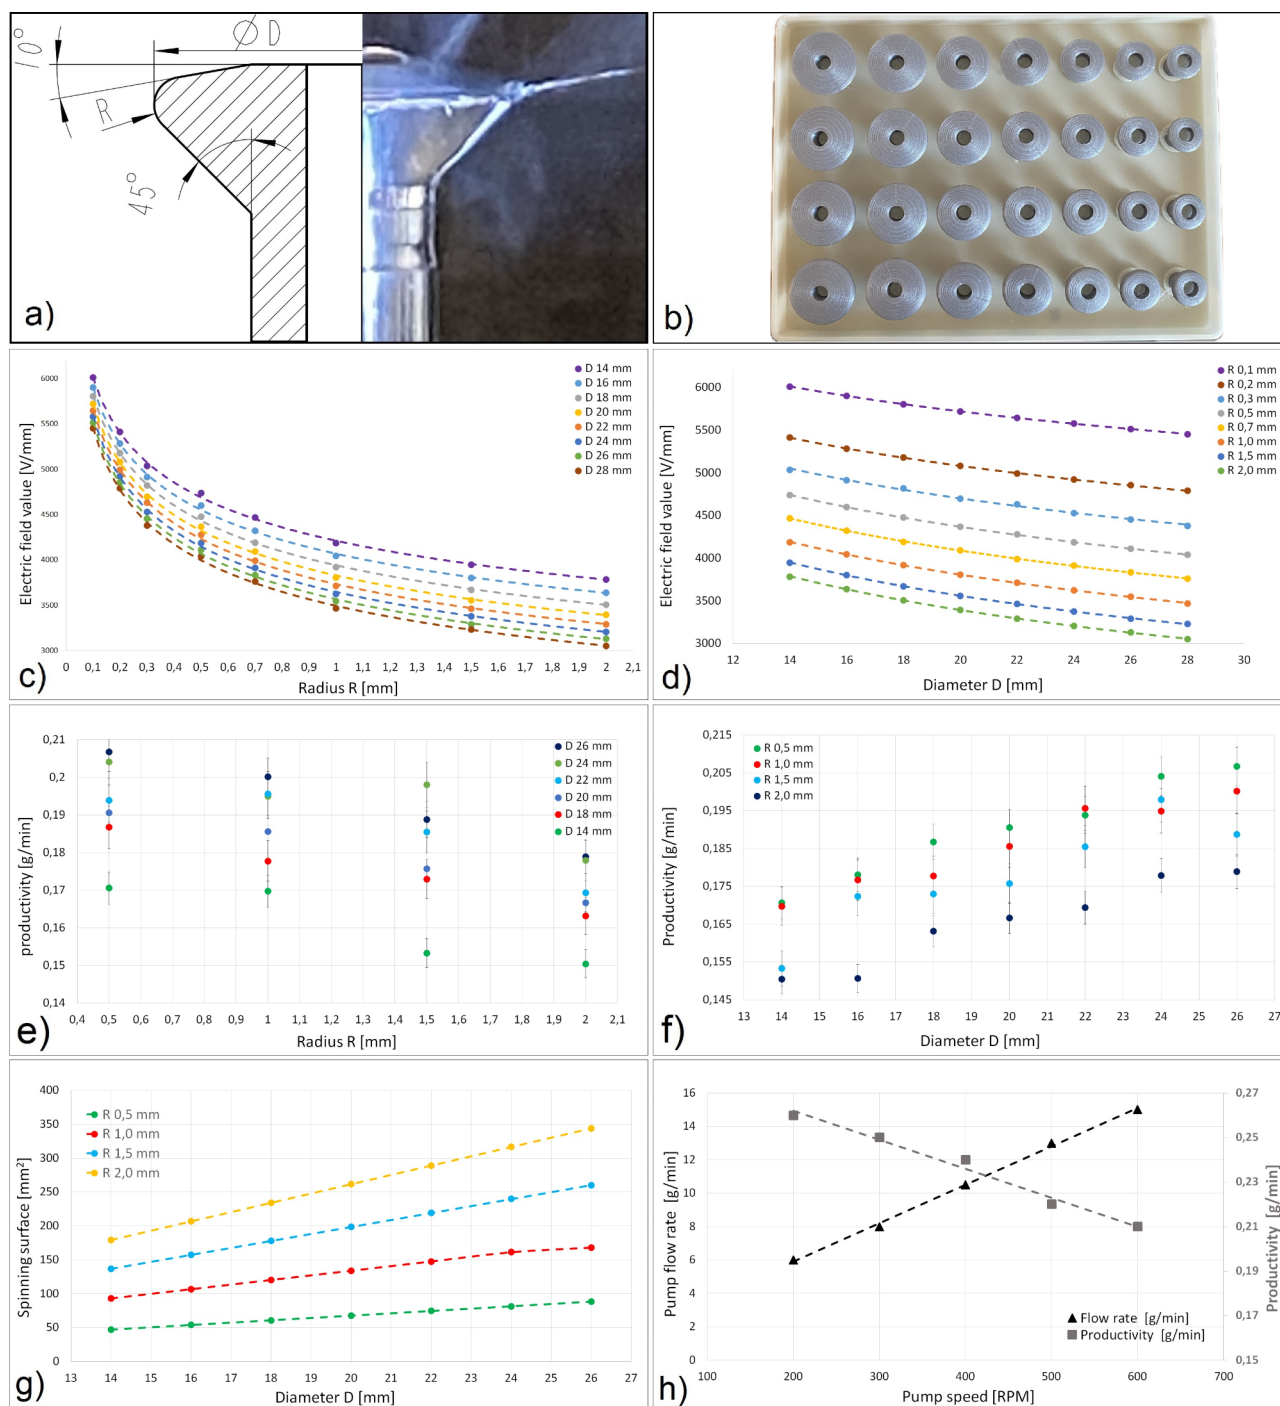 10°
Ø D
R
45°
a)
b)
Electric field value [V/mm]
6000
5500
5000
4500
4000
3500
3000
0 0,1 0,2 0,3 0,4 0,5 0,6 0,7 0,8 0,9 1 1,1 1,2 1,3 1,4 1,5 1,6 1,7 1,8 1,9 2 2,1
Radius R [mm]
D 14 mm
D 16 mm
D 18 mm
D 20 mm
D 22 mm
D 24 mm
D 26 mm
D 28 mm
c)
Electric field value [V/mm]
6000
5500
5000
4500
4000
3500
3000
12 14 16 18 20 22 24 26 28 30
Diameter D [mm]
R 0,1 mm
R 0,2 mm
R 0,3 mm
R 0,5 mm
R 0,7 mm
R 1,0 mm
R 1,5 mm
R 2,0 mm
d)
productivity [g/min]
0,21
0,2
0,19
0,18
0,17
0,16
0,15
0,14
0,4 0,5 0,6 0,7 0,8 0,9 1 1,1 1,2 1,3 1,4 1,5 1,6 1,7 1,8 1,9 2 2,1
Radius R [mm]
D 26 mm
D 24 mm
D 22 mm
D 20 mm
D 18 mm
D 14 mm
e)
Productivity [g/min]
0,215
0,205
0,195
0,185
0,175
0,165
0,155
0,145
13 14 15 16 17 18 19 20 21 22 23 24 25 26 27
Diameter D [mm]
R 0,5 mm
R 1,0 mm
R 1,5 mm
R 2,0 mm
f)
Spinning surface [mm²]
400
350
300
250
200
150
100
50
0
13 14 15 16 17 18 19 20 21 22 23 24 25 26 27
Diameter D [mm]
R 0,5 mm
R 1,0 mm
R 1,5 mm
R 2,0 mm
g)
Pump flow rate [g/min]
16
14
12
10
8
6
4
2
0
100 200 300 400 500 600 700
Pump speed [RPM]
0,27
0,25
0,23
0,21
0,19
0,17
0,15
Productivity [g/min]
Flow rate [g/min]
Productivity [g/min]
h)